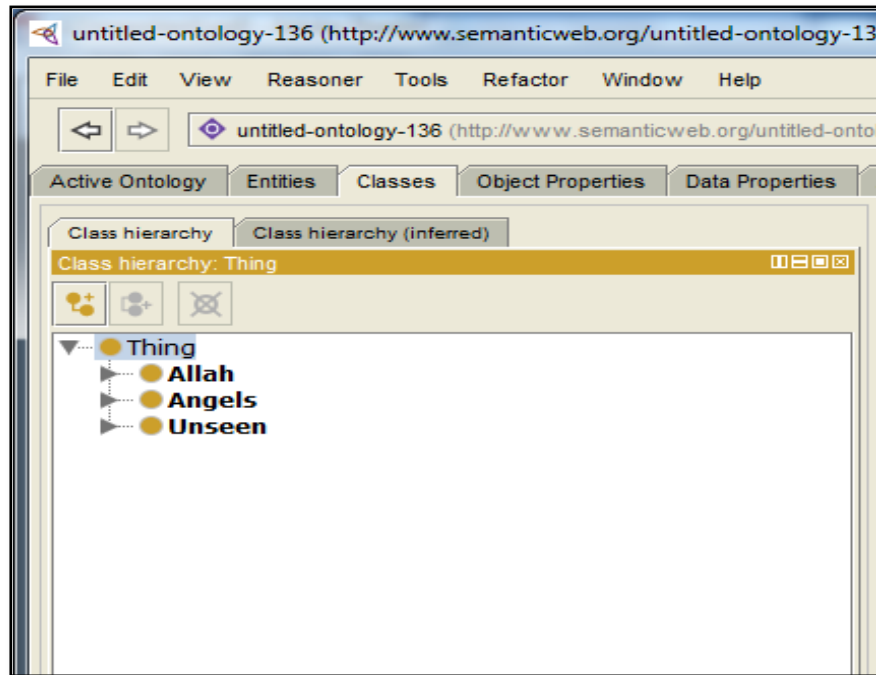 untitled-ontology-136 (http://www.semanticweb.org/untitled-ontology-13
File Edit View Reasoner Tools Refactor Window Help
untitled-ontology-136 (http://www.semanticweb.org/untitled-onto
Active Ontology Entities Classes Object Properties Data Properties
Class hierarchy Class hierarchy (inferred)
Class hierarchy: Thing
Thing
Allah
Angels
Unseen